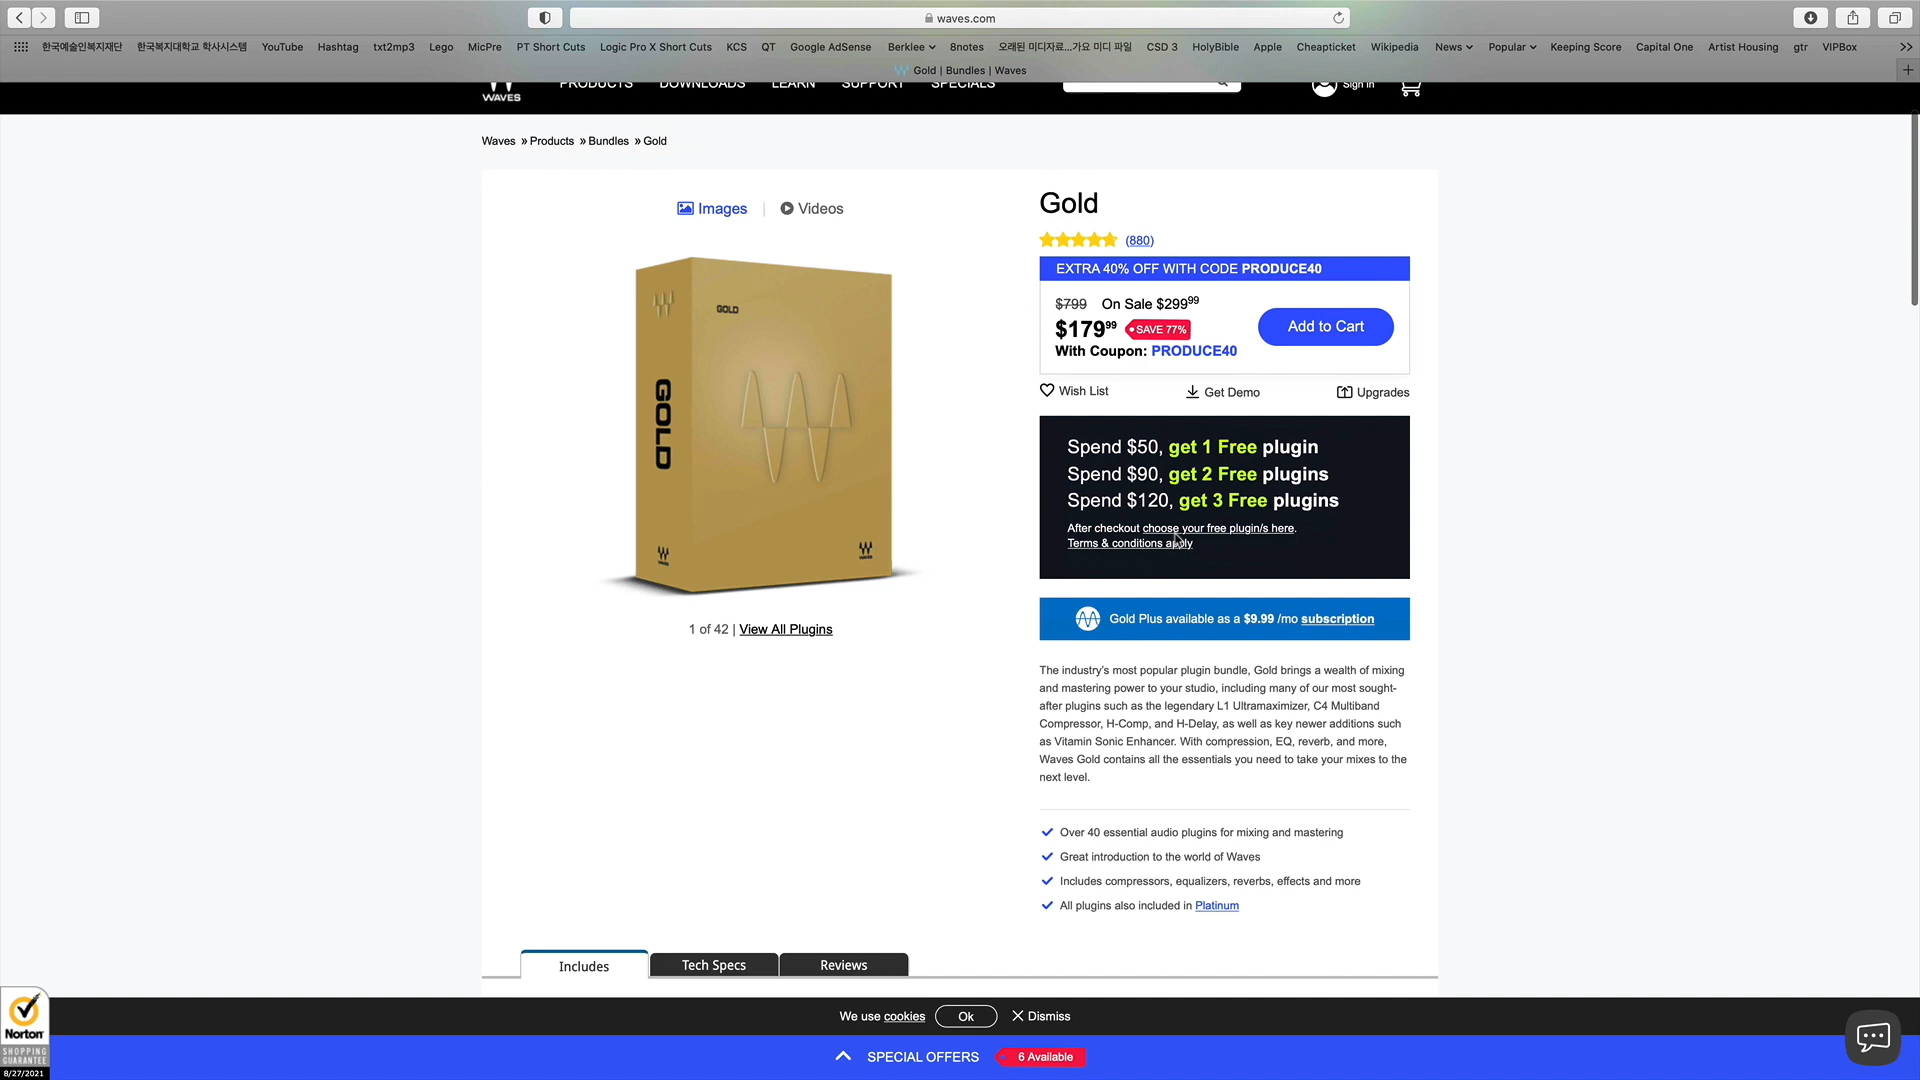 waves.com
한국예술인복지재단 한국복지대학교 학사시스템 YouTube Hashtag txt2mp3 Lego MicPre PT Short Cuts Logic Pro X Short Cuts KCS QT Google AdSense Berklee 8notes 오래된 미디자료...가요 미디 파일 CSD 3 HolyBible Apple Cheapticket Wikipedia News Popular Keeping Score Capital One Artist Housing gtr VIPBox
Gold | Bundles | Waves
WAVES PRODUCTS DOWNLOADS LEARN SUPPORT SPECIALS Sign in
Waves » Products » Bundles » Gold
Images | Videos
GOLD
GOLD
WAVES
1 of 42 | View All Plugins
Gold
(880)
EXTRA 40% OFF WITH CODE PRODUCE40
$799 On Sale $299.99
$179.99 SAVE 77%
With Coupon: PRODUCE40
Add to Cart
Wish List Get Demo Upgrades
Spend $50, get 1 Free plugin
Spend $90, get 2 Free plugins
Spend $120, get 3 Free plugins
After checkout choose your free plugin/s here.
Terms & conditions apply
Gold Plus available as a $9.99 /mo subscription
The industry's most popular plugin bundle, Gold brings a wealth of mixing
and mastering power to your studio, including many of our most sought-
after plugins such as the legendary L1 Ultramaximizer, C4 Multiband
Compressor, H-Comp, and H-Delay, as well as key newer additions such
as Vitamin Sonic Enhancer. With compression, EQ, reverb, and more,
Waves Gold contains all the essentials you need to take your mixes to the
next level.
Over 40 essential audio plugins for mixing and mastering
Great introduction to the world of Waves
Includes compressors, equalizers, reverbs, effects and more
All plugins also included in Platinum
Includes Tech Specs Reviews
We use cookies Ok Dismiss
SPECIAL OFFERS 6 Available
Norton
SHOPPING
GUARANTEE
8/27/2021